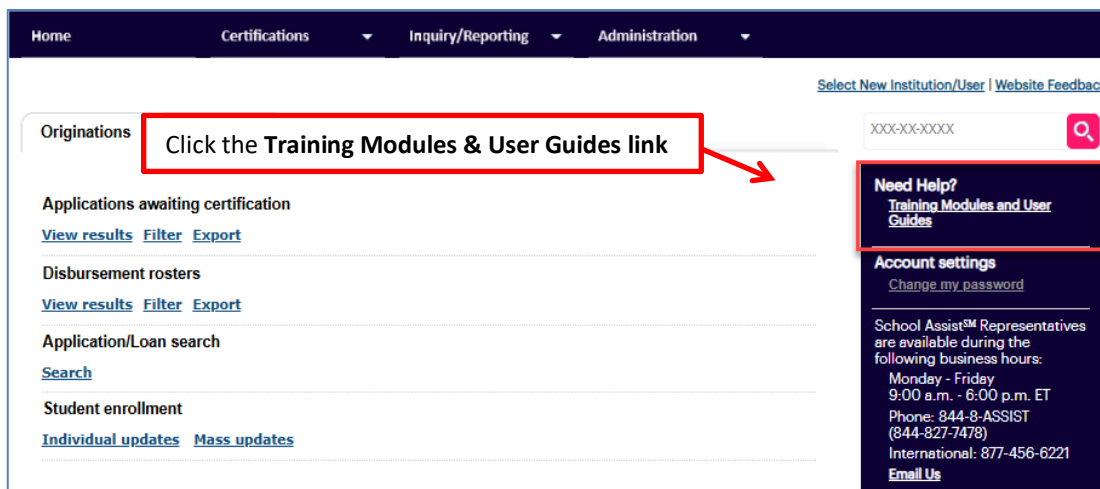 Home Certifications Inquiry/Reporting Administration
Select New Institution/User | Website Feedbac
Originations
Click the Training Modules & User Guides link
XXX-XX-XXXX
Applications awaiting certification
View results Filter Export
Disbursement rosters
View results Filter Export
Application/Loan search
Search
Student enrollment
Individual updates Mass updates
Need Help?
Training Modules and User
Guides
Account settings
Change my password
School Assist℠ Representatives
are available during the
following business hours:
Monday - Friday
9:00 a.m. - 6:00 p.m. ET
Phone: 844-8-ASSIST
(844-827-7478)
International: 877-456-6221
Email Us